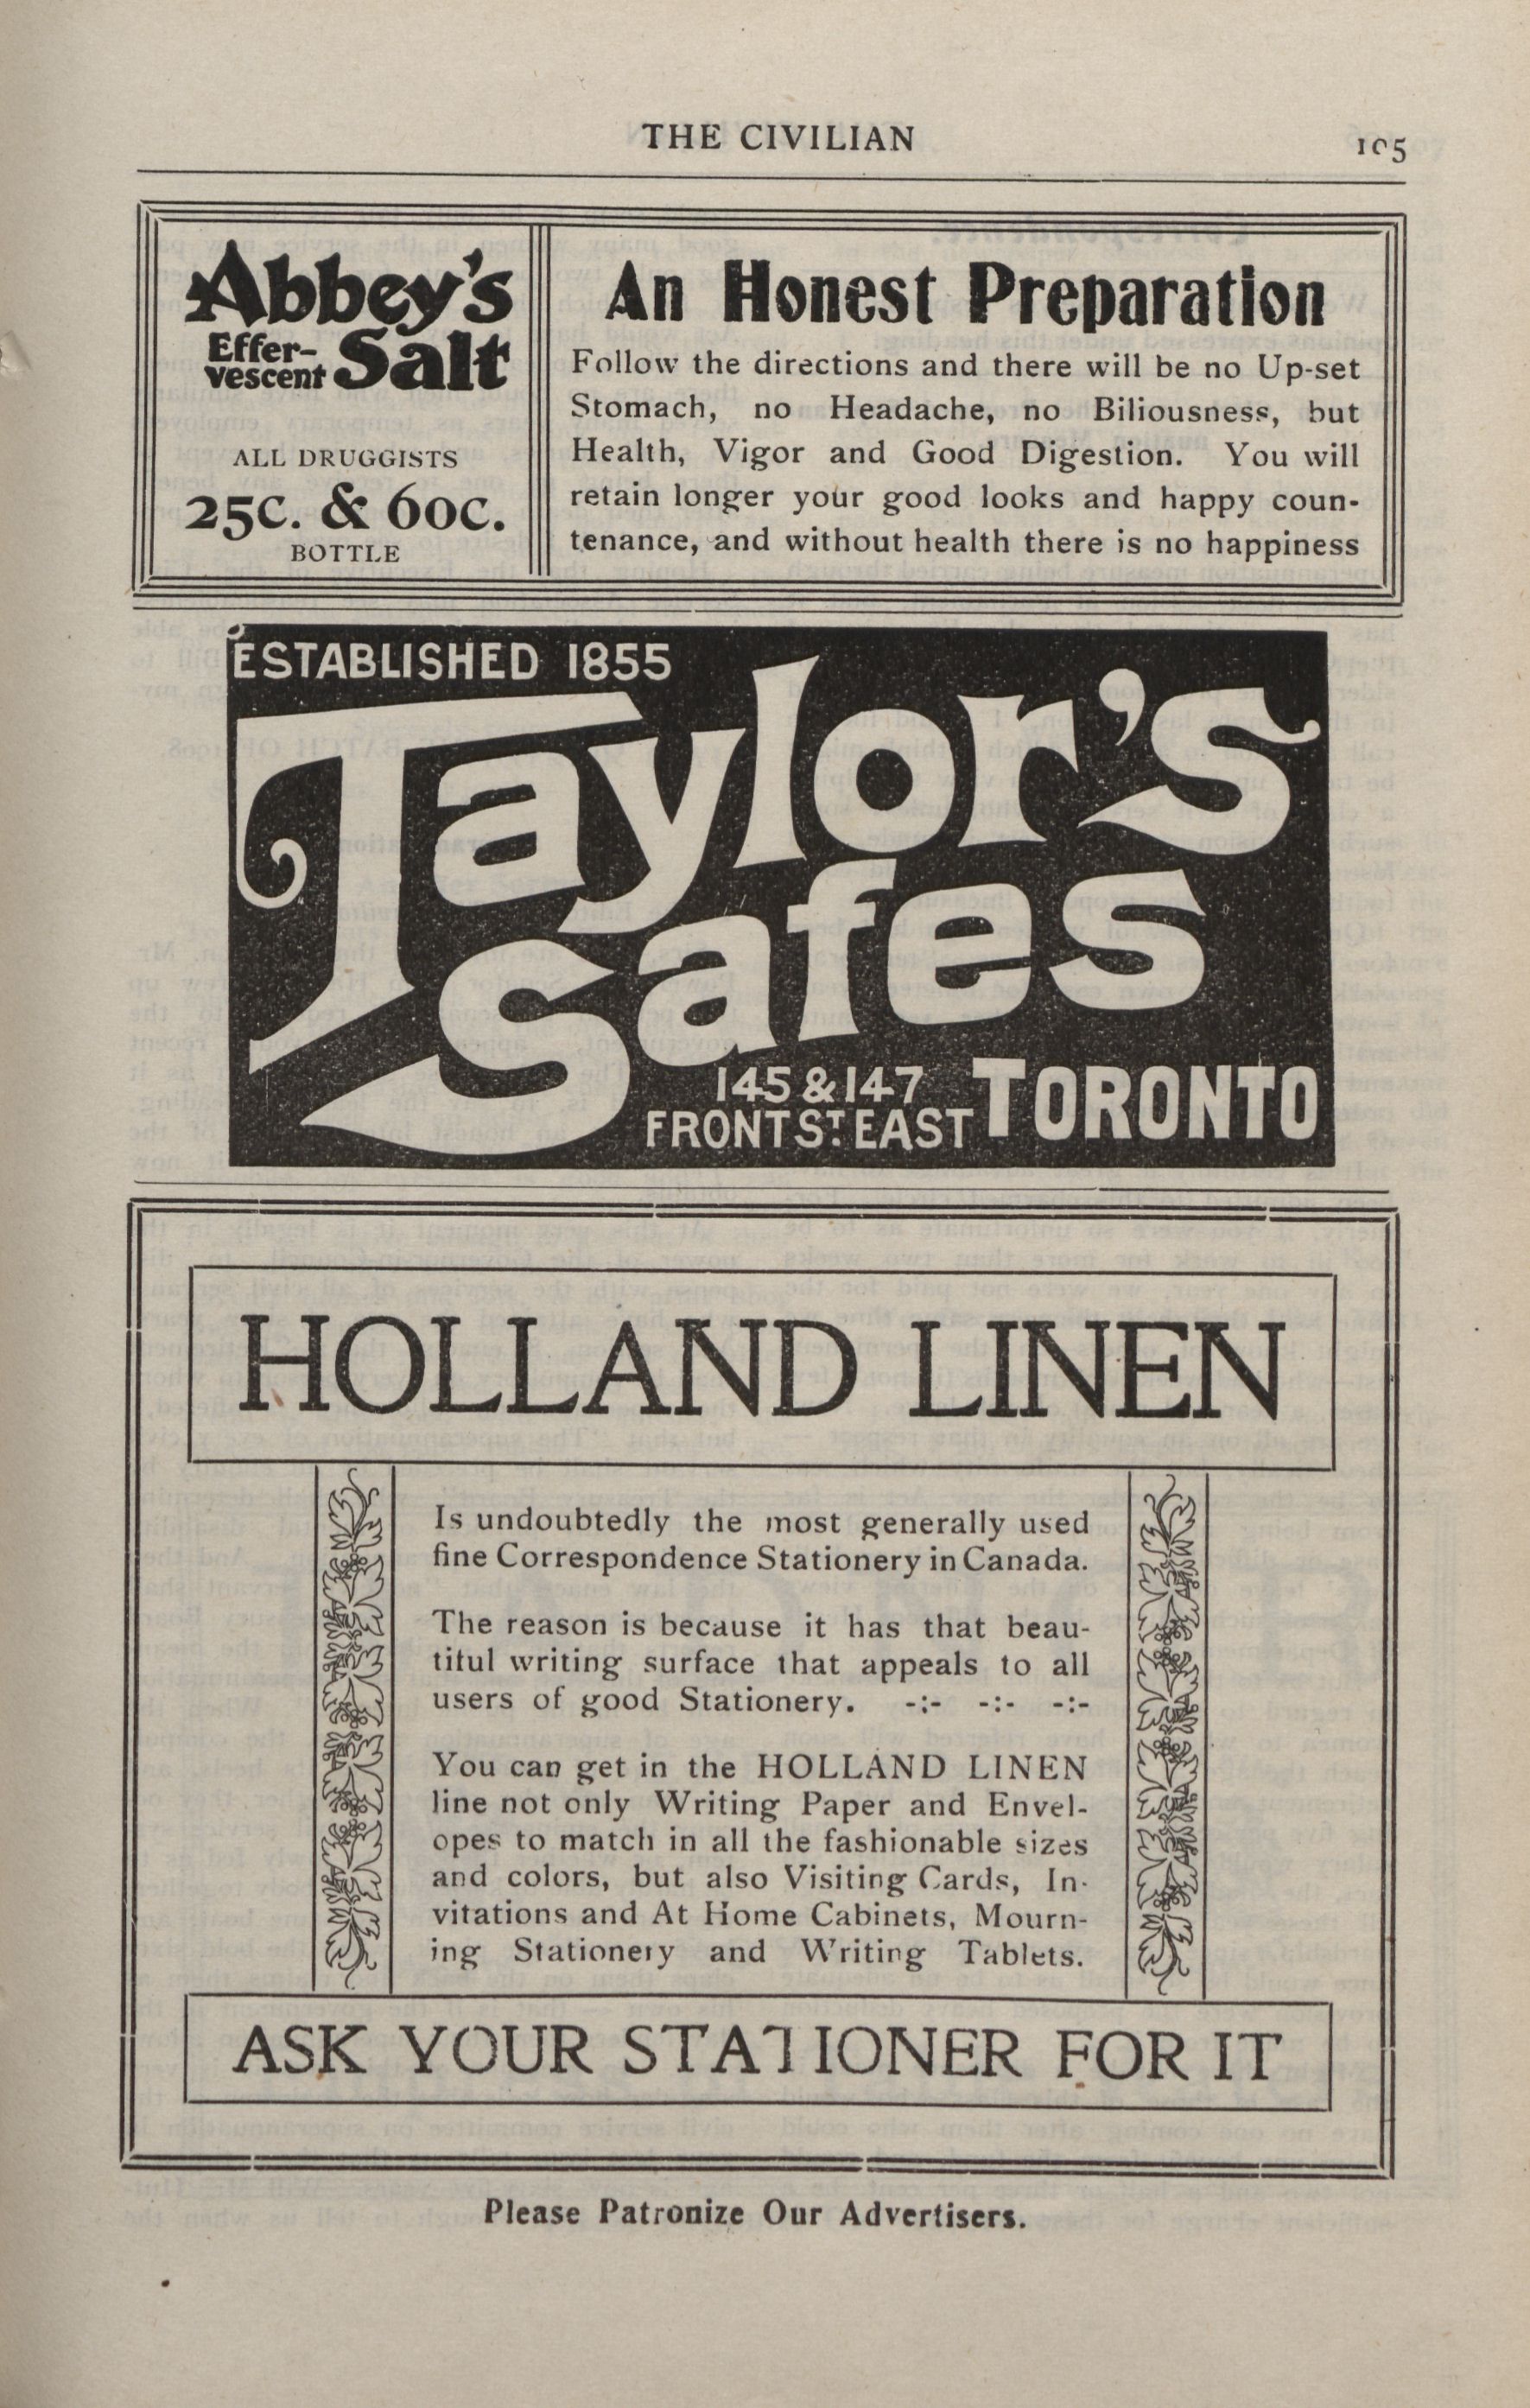 THE CIVILIAN 105
Abbey's
Effer-
vescent Salt
ALL DRUGGISTS
25C. & 60C.
BOTTLE
An Honest Preparation
Follow the directions and there will be no Up-set
Stomach, no Headache, no Biliousness, but
Health, Vigor and Good Digestion. You will
retain longer your good looks and happy coun-
tenance, and without health there is no happiness
ESTABLISHED 1855
Taylor's
Safes
145 & 147
FRONT ST. EAST TORONTO
HOLLAND LINEN
Is undoubtedly the most generally used
fine Correspondence Stationery in Canada.
The reason is because it has that beau-
titul writing surface that appeals to all
users of good Stationery. -:- -:- -:-
You can get in the HOLLAND LINEN
line not only Writing Paper and Envel-
opes to match in all the fashionable sizes
and colors, but also Visiting Cards, In-
vitations and At Home Cabinets, Mourn-
ing Stationery and Writing Tablets.
ASK YOUR STATIONER FOR IT
Please Patronize Our Advertisers.